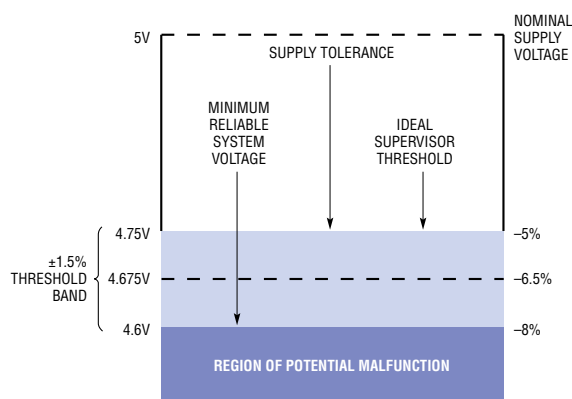 5V
NOMINAL
SUPPLY
VOLTAGE
SUPPLY TOLERANCE
MINIMUM
RELIABLE
SYSTEM
VOLTAGE
IDEAL
SUPERVISOR
THRESHOLD
4.75V
–5%
±1.5%
THRESHOLD
BAND
4.675V
–6.5%
4.6V
–8%
REGION OF POTENTIAL MALFUNCTION